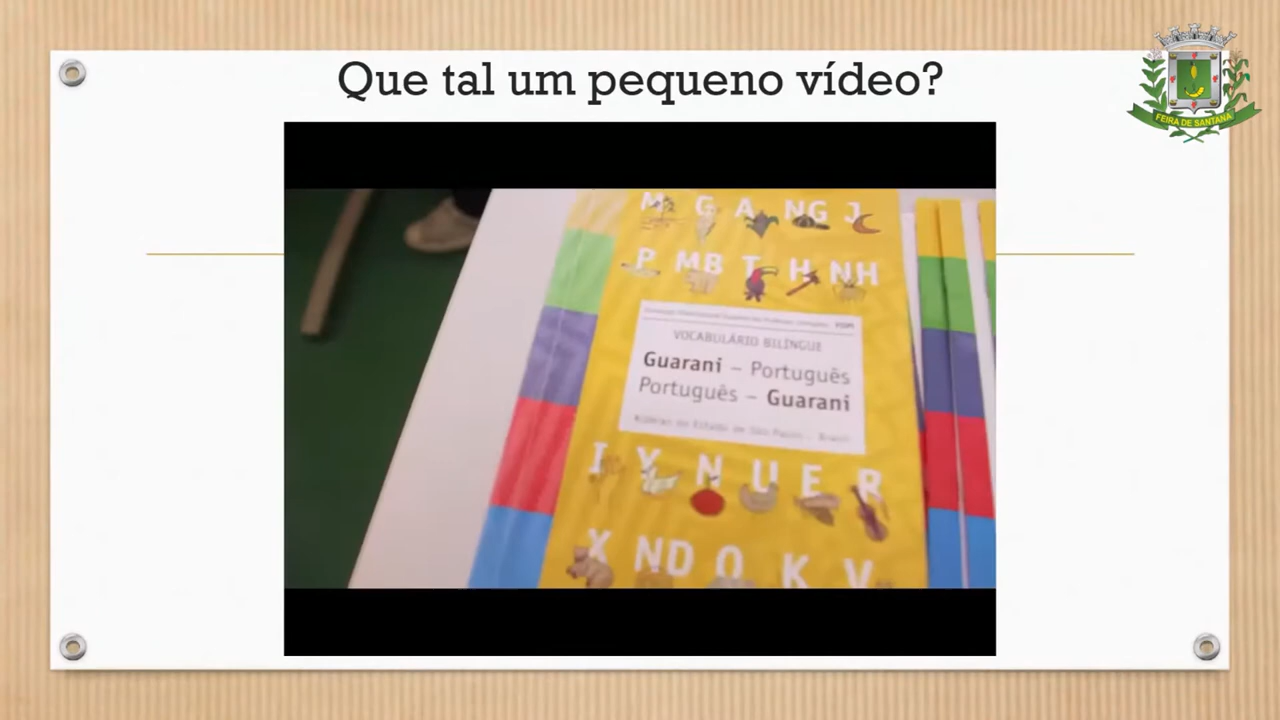 Que tal um pequeno vídeo?
FEIRA DE SANTANA
M G A NG J
P MB T H NH
VOCABULÁRIO BILÍNGUE
Guarani – Português
Português – Guarani
I Y N U E R
X ND O K V